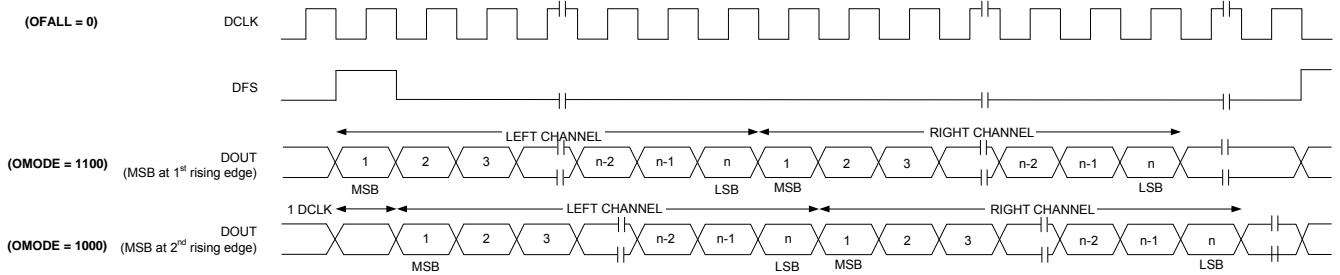 (OFALL = 0) DCLK
DFS
LEFT CHANNEL RIGHT CHANNEL
(OMODE = 1100) DOUT 1 2 3 n-2 n-1 n 1 2 3 n-2 n-1 n
(MSB at 1st rising edge)
MSB LSB MSB LSB
1 DCLK LEFT CHANNEL RIGHT CHANNEL
(OMODE = 1000) DOUT 1 2 3 n-2 n-1 n 1 2 3 n-2 n-1 n
(MSB at 2nd rising edge)
MSB LSB MSB LSB